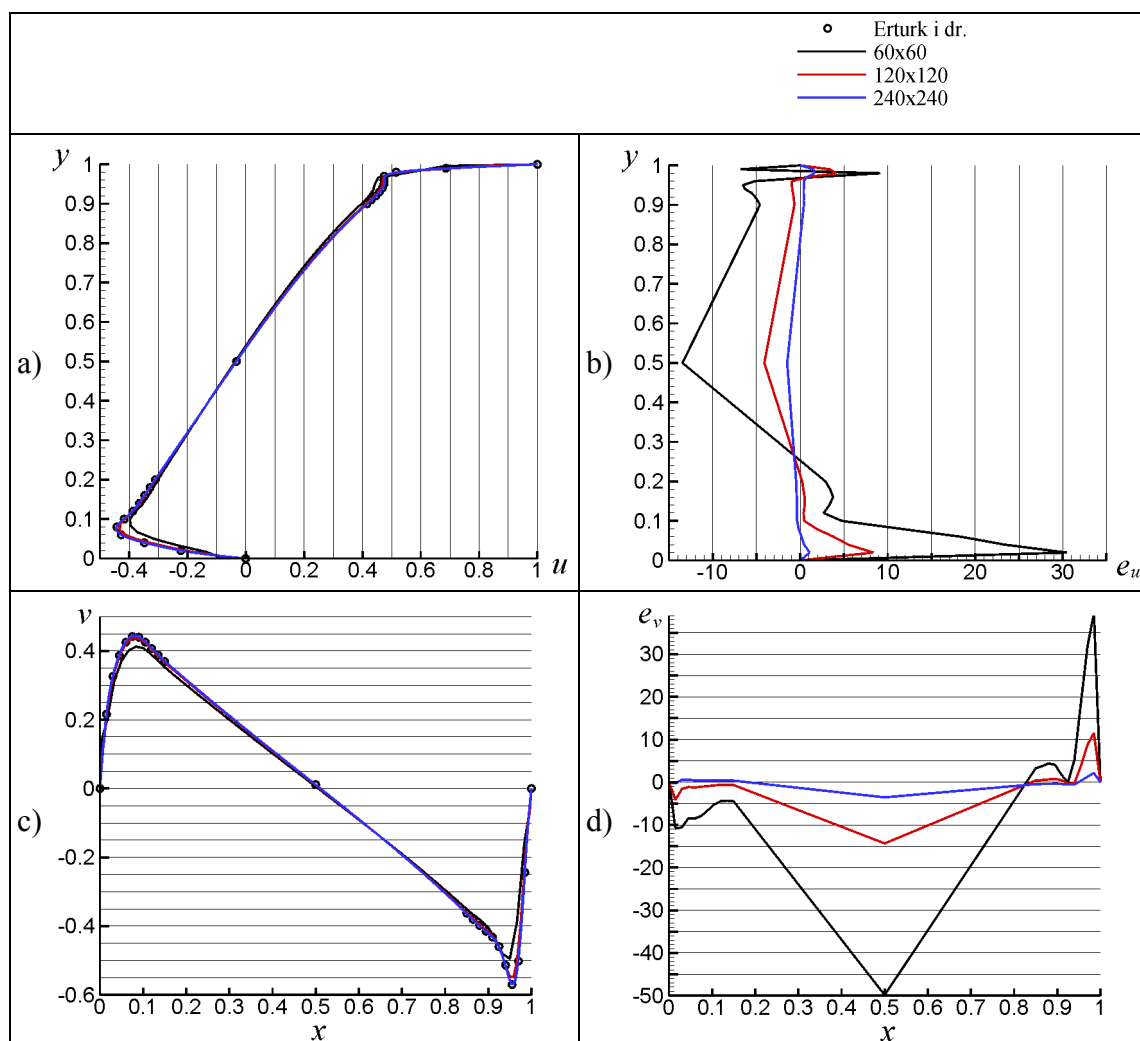 Erturk i dr.
60x60
120x120
240x240
a)
y
1
0.9
0.8
0.7
0.6
0.5
0.4
0.3
0.2
0.1
0
-0.4 -0.2 0 0.2 0.4 0.6 0.8 1
u
b)
y
1
0.9
0.8
0.7
0.6
0.5
0.4
0.3
0.2
0.1
0
-10 0 10 20 30
e_u
c)
v
0.4
0.2
0
-0.2
-0.4
-0.6
0 0.1 0.2 0.3 0.4 0.5 0.6 0.7 0.8 0.9 1
x
d)
e_v
30
20
10
0
-10
-20
-30
-40
-50
0 0.1 0.2 0.3 0.4 0.5 0.6 0.7 0.8 0.9 1
x